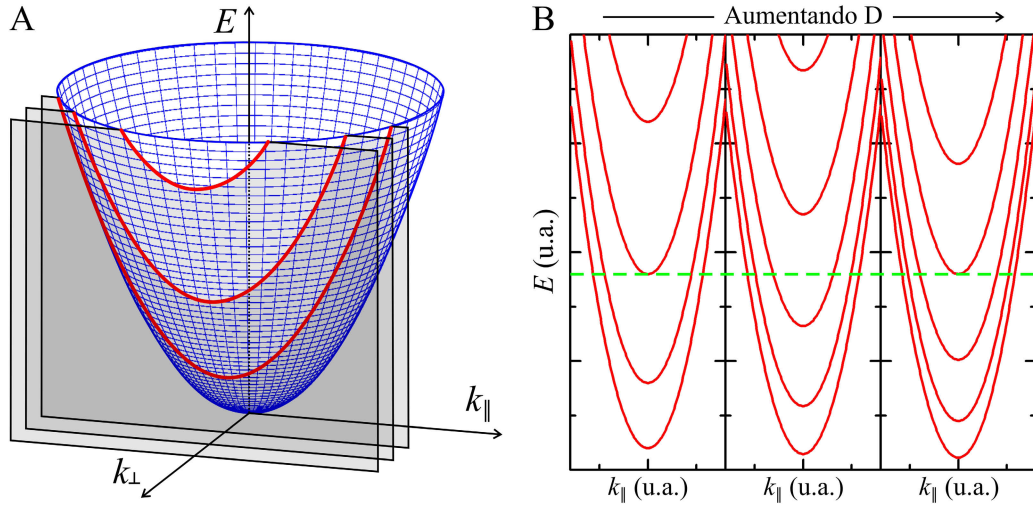 A
E
k∥
k⊥
B
Aumentando D
E (u.a.)
k∥ (u.a.)
k∥ (u.a.)
k∥ (u.a.)